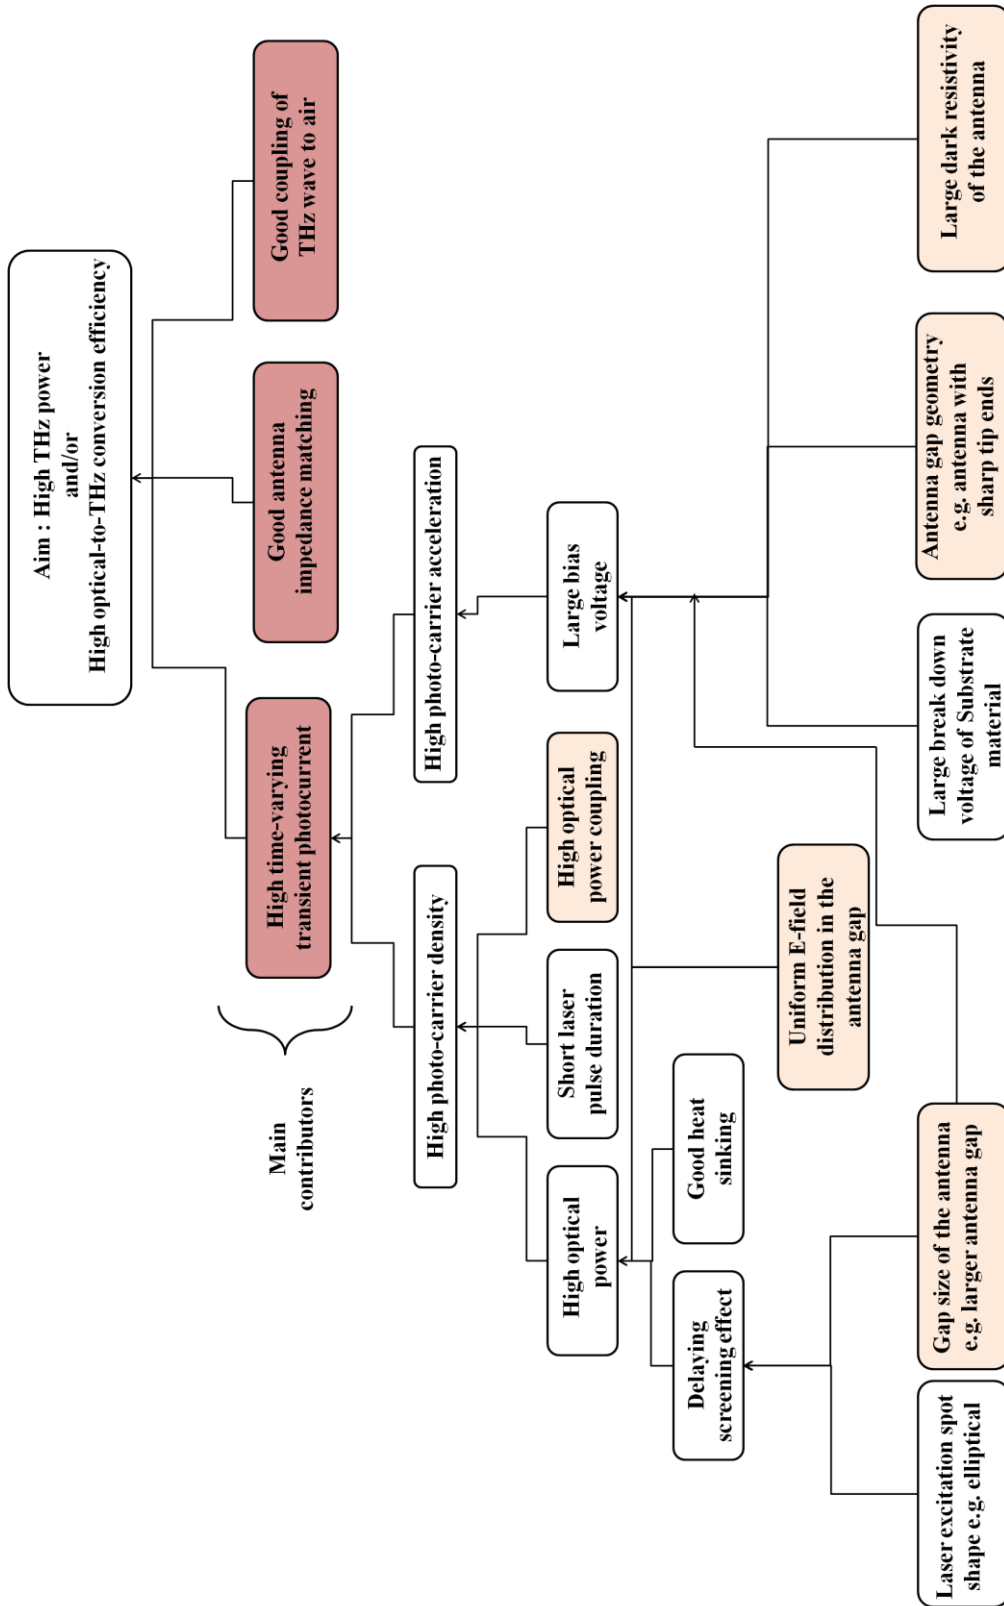 Aim : High THz power
and/or
High optical-to-THz conversion efficiency
Main
contributors
High time-varying
transient photocurrent
Good antenna
impedance matching
Good coupling of
THz wave to air
High photo-carrier density
High photo-carrier acceleration
High optical
power
Short laser
pulse duration
High optical
power coupling
Large bias
voltage
Delaying
screening effect
Good heat
sinking
Uniform E-field
distribution in the
antenna gap
Laser excitation spot
shape e.g. elliptical
Gap size of the antenna
e.g. larger antenna gap
Large break down
voltage of Substrate
material
Antenna gap geometry
e.g. antenna with
sharp tip ends
Large dark resistivity
of the antenna